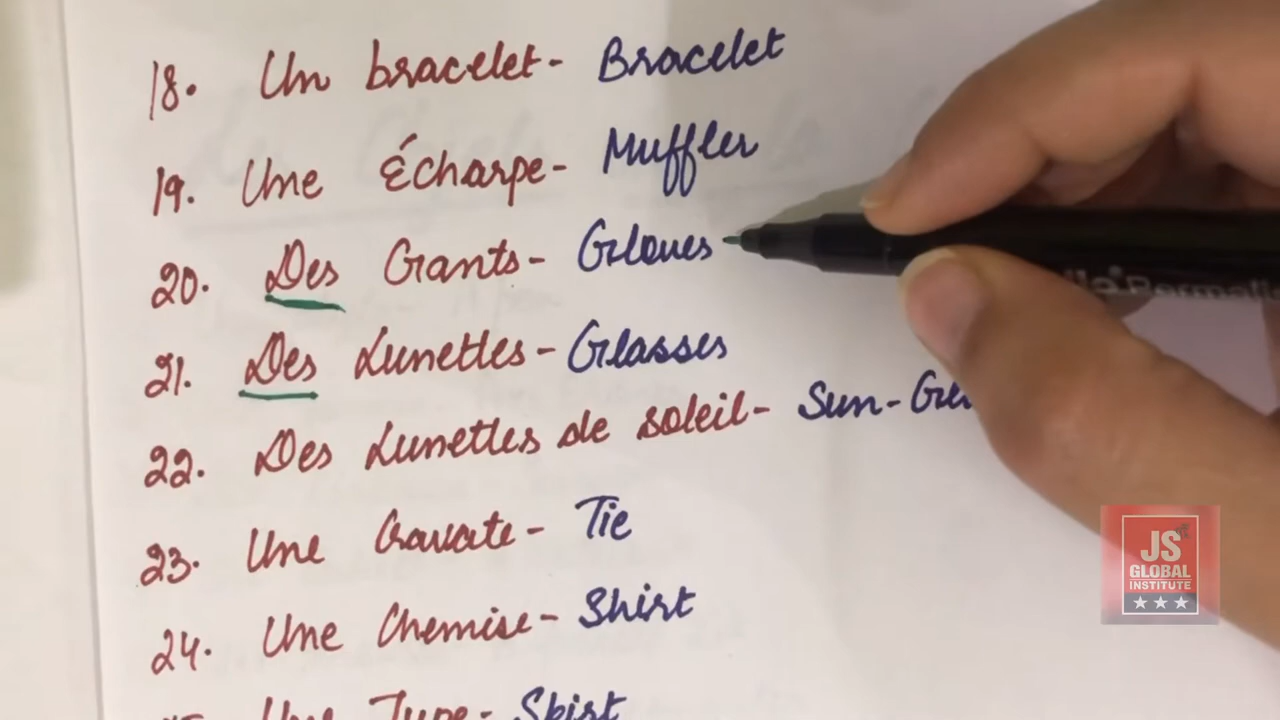 18. Un bracelet - Bracelet
19. Une Écharpe - Muffler
20. Des Gants - Gloves
21. Des Lunettes - Glasses
22. Des Lunettes de soleil - Sun-
23. Une Cravate - Tie
24. Une Chemise - Shirt
Une Jupe - Skirt
JS
GLOBAL
INSTITUTE